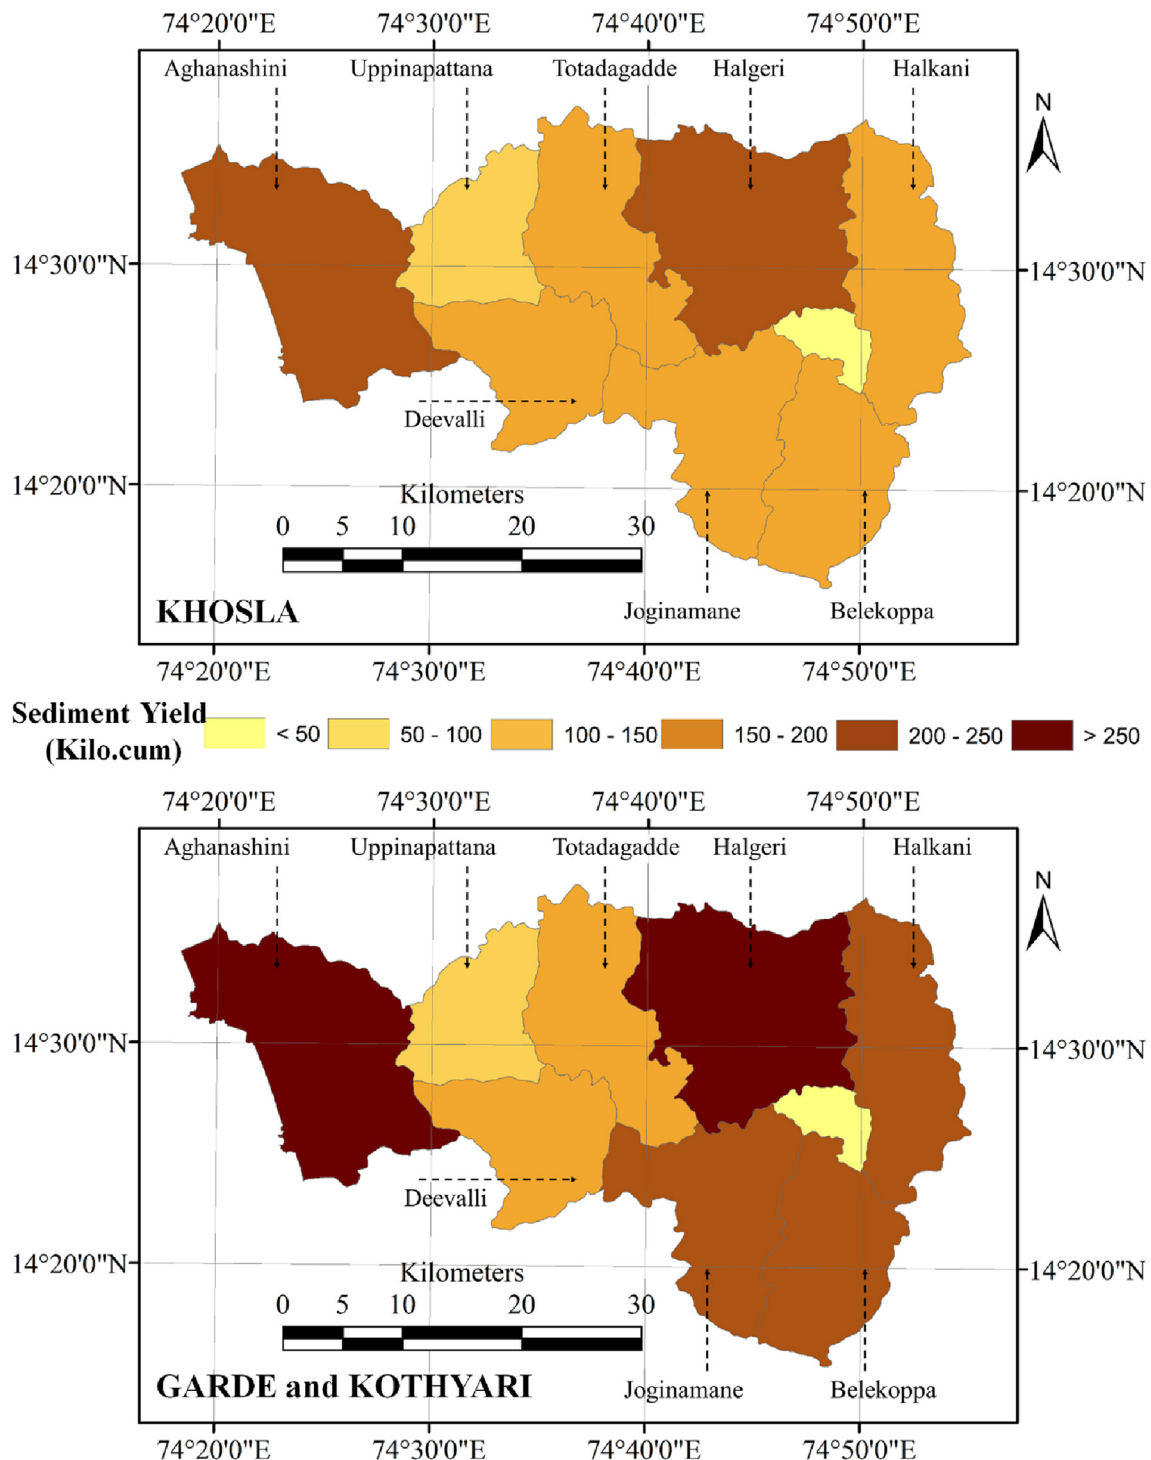 74°20'0"E 74°30'0"E 74°40'0"E 74°50'0"E
Aghanashini Uppinapattana Totadagadde Halgeri Halkani
N
14°30'0"N 14°30'0"N
Deevalli
14°20'0"N 14°20'0"N
Kilometers
0 5 10 20 30
Joginamane Belekoppa
KHOSLA
74°20'0"E 74°30'0"E 74°40'0"E 74°50'0"E
Sediment Yield
(Kilo.cum)
< 50 50 - 100 100 - 150 150 - 200 200 - 250 > 250
74°20'0"E 74°30'0"E 74°40'0"E 74°50'0"E
Aghanashini Uppinapattana Totadagadde Halgeri Halkani
N
14°30'0"N 14°30'0"N
Deevalli
14°20'0"N 14°20'0"N
Kilometers
0 5 10 20 30
Joginamane Belekoppa
GARDE and KOTHYARI
74°20'0"E 74°30'0"E 74°40'0"E 74°50'0"E